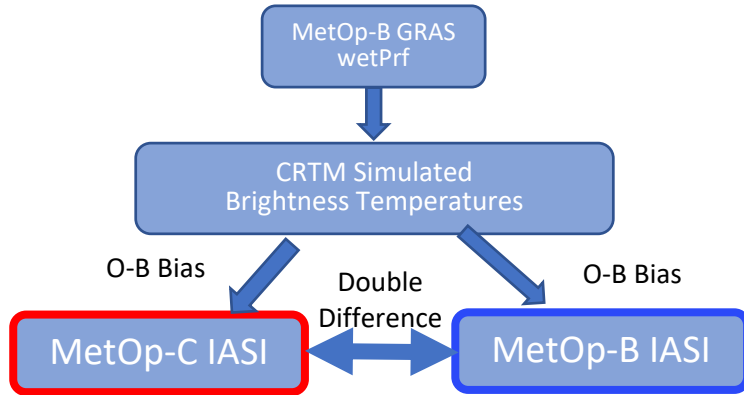 MetOp-B GRAS
wetPrf
CRTM Simulated
Brightness Temperatures
O-B Bias
Double
Difference
O-B Bias
MetOp-C IASI
MetOp-B IASI